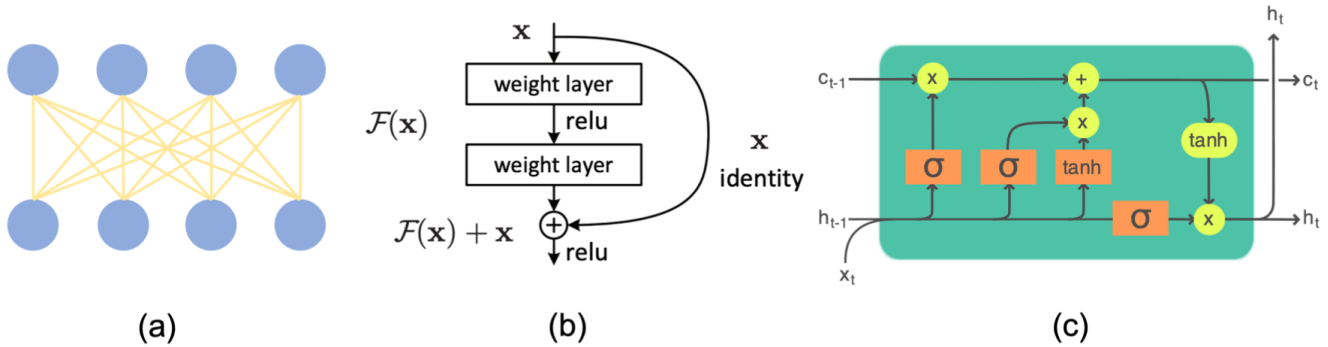 x
weight layer
F(x)
relu
weight layer
x
identity
F(x) + x
+
relu
h_t
c_{t-1}
x
+
c_t
x
σ
σ
tanh
tanh
h_{t-1}
σ
x
h_t
x_t
(a)
(b)
(c)